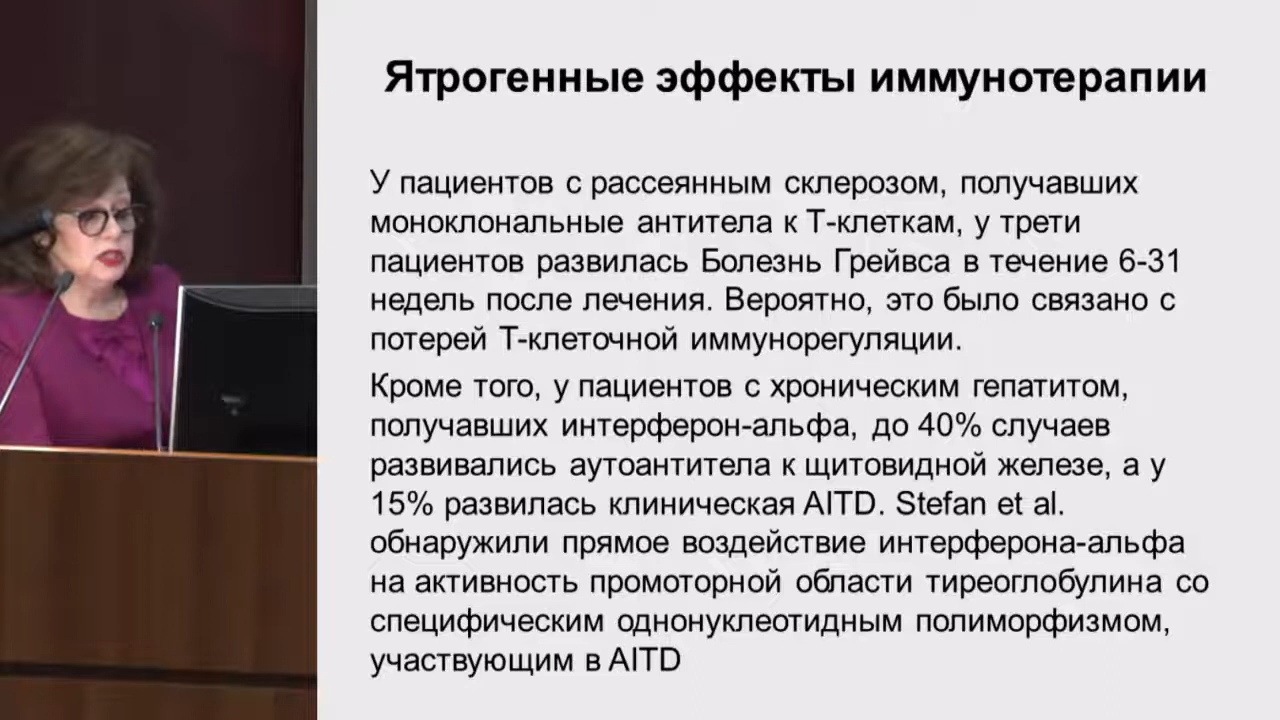 Ятрогенные эффекты иммунотерапии
У пациентов с рассеянным склерозом, получавших
моноклональные антитела к Т-клеткам, у трети
пациентов развилась Болезнь Грейвса в течение 6-31
недель после лечения. Вероятно, это было связано с
потерей Т-клеточной иммунорегуляции.
Кроме того, у пациентов с хроническим гепатитом,
получавших интерферон-альфа, до 40% случаев
развивались аутоантитела к щитовидной железе, а у
15% развилась клиническая AITD. Stefan et al.
обнаружили прямое воздействие интерферона-альфа
на активность промоторной области тиреоглобулина со
специфическим однонуклеотидным полиморфизмом,
участвующим в AITD